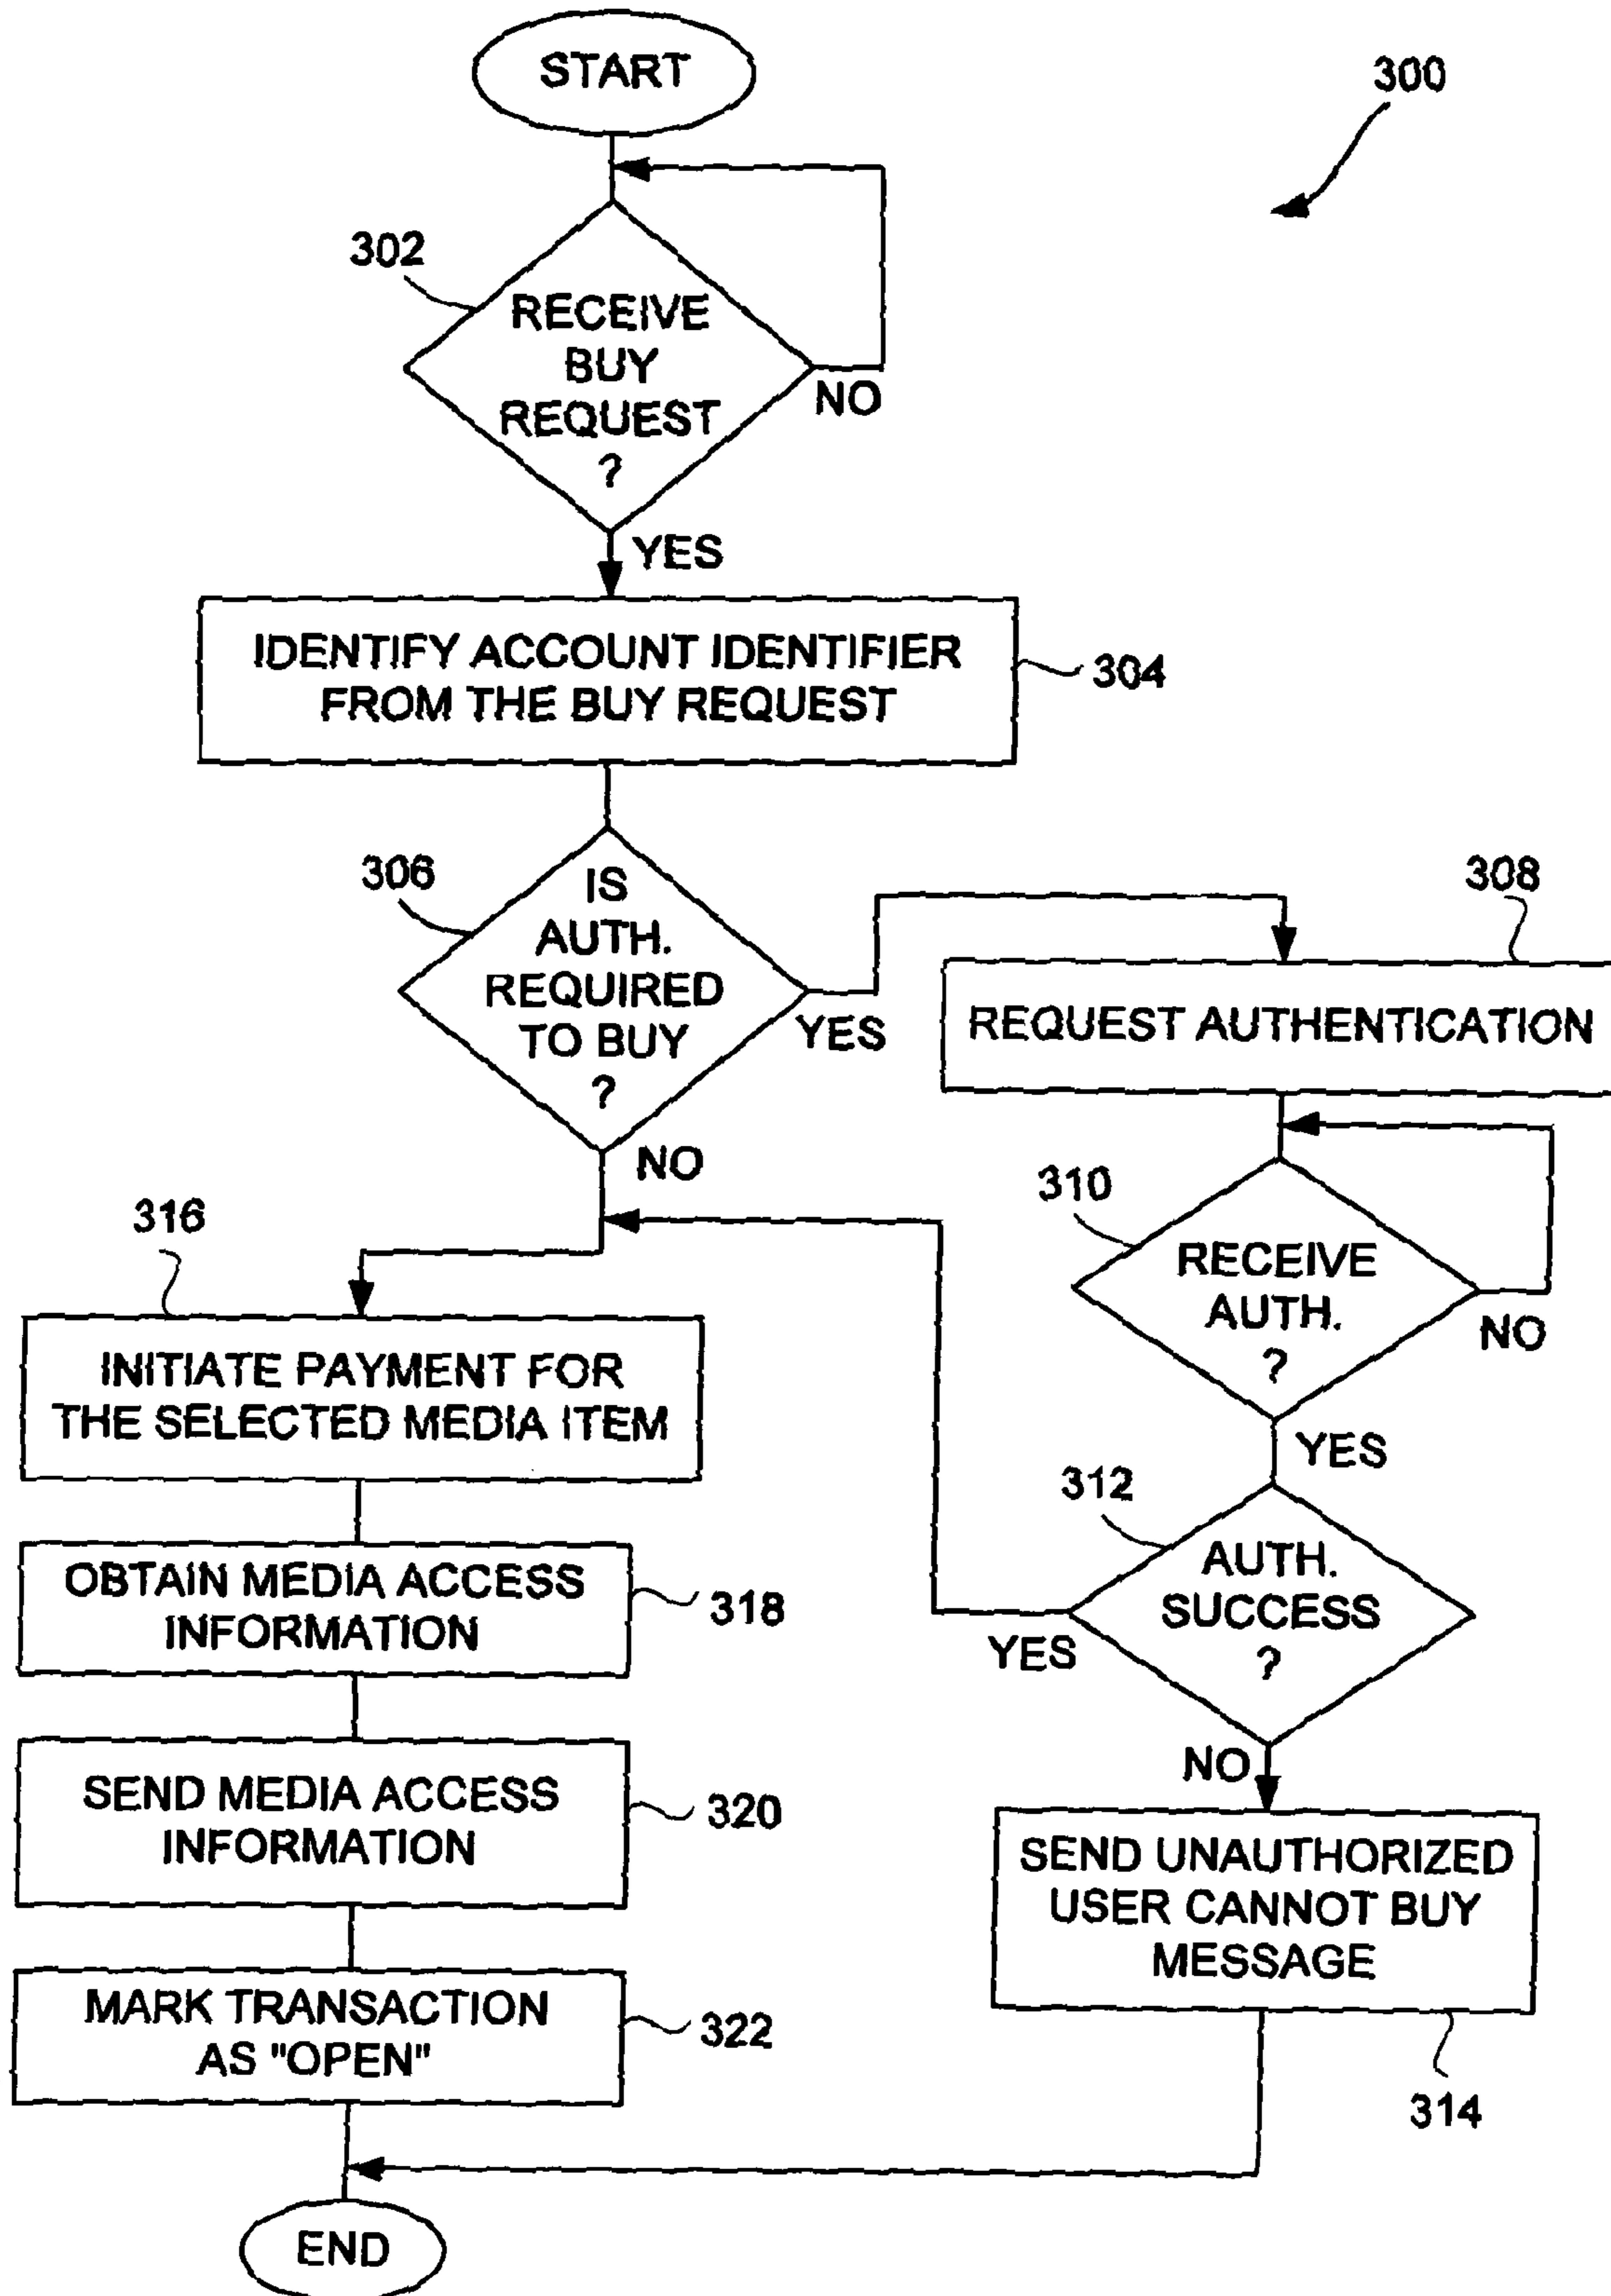 START
300
302
RECEIVE
BUY
REQUEST
?
NO
YES
IDENTIFY ACCOUNT IDENTIFIER
FROM THE BUY REQUEST
304
306
IS
AUTH.
REQUIRED
TO BUY
?
YES
NO
308
REQUEST AUTHENTICATION
310
RECEIVE
AUTH.
?
NO
YES
312
AUTH.
SUCCESS
?
YES
NO
SEND UNAUTHORIZED
USER CANNOT BUY
MESSAGE
314
316
INITIATE PAYMENT FOR
THE SELECTED MEDIA ITEM
OBTAIN MEDIA ACCESS
INFORMATION
318
SEND MEDIA ACCESS
INFORMATION
320
MARK TRANSACTION
AS "OPEN"
322
END